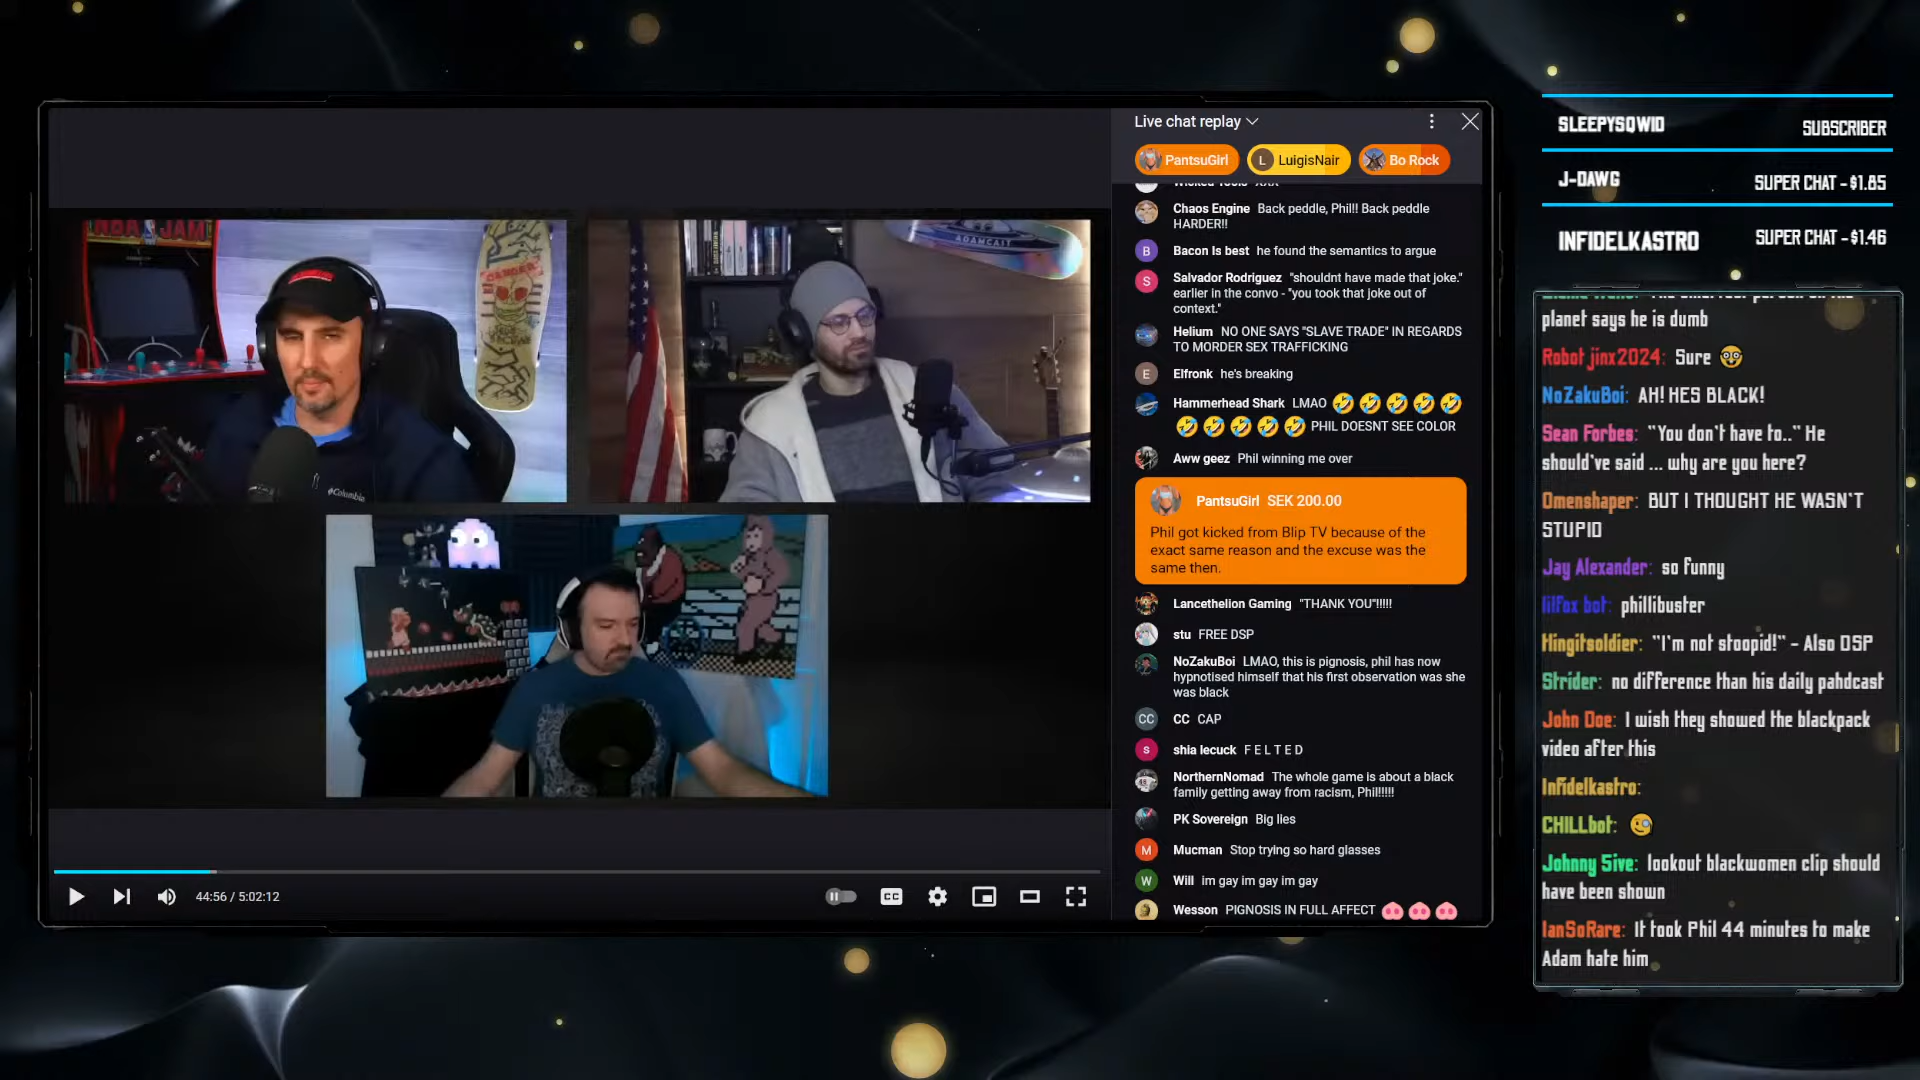 NBA JAM
ADAMCAST
DANGER
Columbia
44:56 / 5:02:12
CC
Live chat replay
PantsuGirl
L LuigisNair
Bo Rock
Chaos Engine Back peddle, Phil!! Back peddle
HARDER!!
B Bacon Is best he found the semantics to argue
S Salvador Rodriguez "shouldnt have made that joke."
earlier in the convo - "you took that joke out of
context."
Helium NO ONE SAYS "SLAVE TRADE" IN REGARDS
TO MORDER SEX TRAFFICKING
E Elfronk he's breaking
Hammerhead Shark LMAO 🤣🤣🤣🤣🤣
🤣🤣🤣🤣🤣 PHIL DOESNT SEE COLOR
Aww geez Phil winning me over
PantsuGirl SEK 200.00
Phil got kicked from Blip TV because of the
exact same reason and the excuse was the
same then.
Lancethelion Gaming "THANK YOU"!!!!!
stu FREE DSP
NoZakuBoi LMAO, this is pignosis, phil has now
hypnotised himself that his first observation was she
was black
CC CC CAP
s shia lecuck F E L T E D
NorthernNomad The whole game is about a black
family getting away from racism, Phil!!!!!
PK Sovereign Big lies
M Mucman Stop trying so hard glasses
W Will im gay im gay im gay
Wesson PIGNOSIS IN FULL AFFECT 🐽🐽🐽
SLEEPYSQWID SUBSCRIBER
J-DAWG SUPER CHAT - $1.85
INFIDELKASTRO SUPER CHAT - $1.46
planet says he is dumb
Robot jinx2024: Sure 🤓
NoZakuBoi: AH! HES BLACK!
Sean Forbes: "You don't have to.." He
should've said ... why are you here?
Omenshaper: BUT I THOUGHT HE WASN'T
STUPID
Jay Alexander: so funny
lilfox bot: phillibuster
Kingitsoldier: "I'm not stoopid!" - Also DSP
Strider: no difference than his daily pahdcast
John Doe: I wish they showed the blackpack
video after this
Infidelkastro:
CHILLbot: 🧐
Johnny 5ive: lookout blackwomen clip should
have been shown
IanSoRare: It took Phil 44 minutes to make
Adam hate him